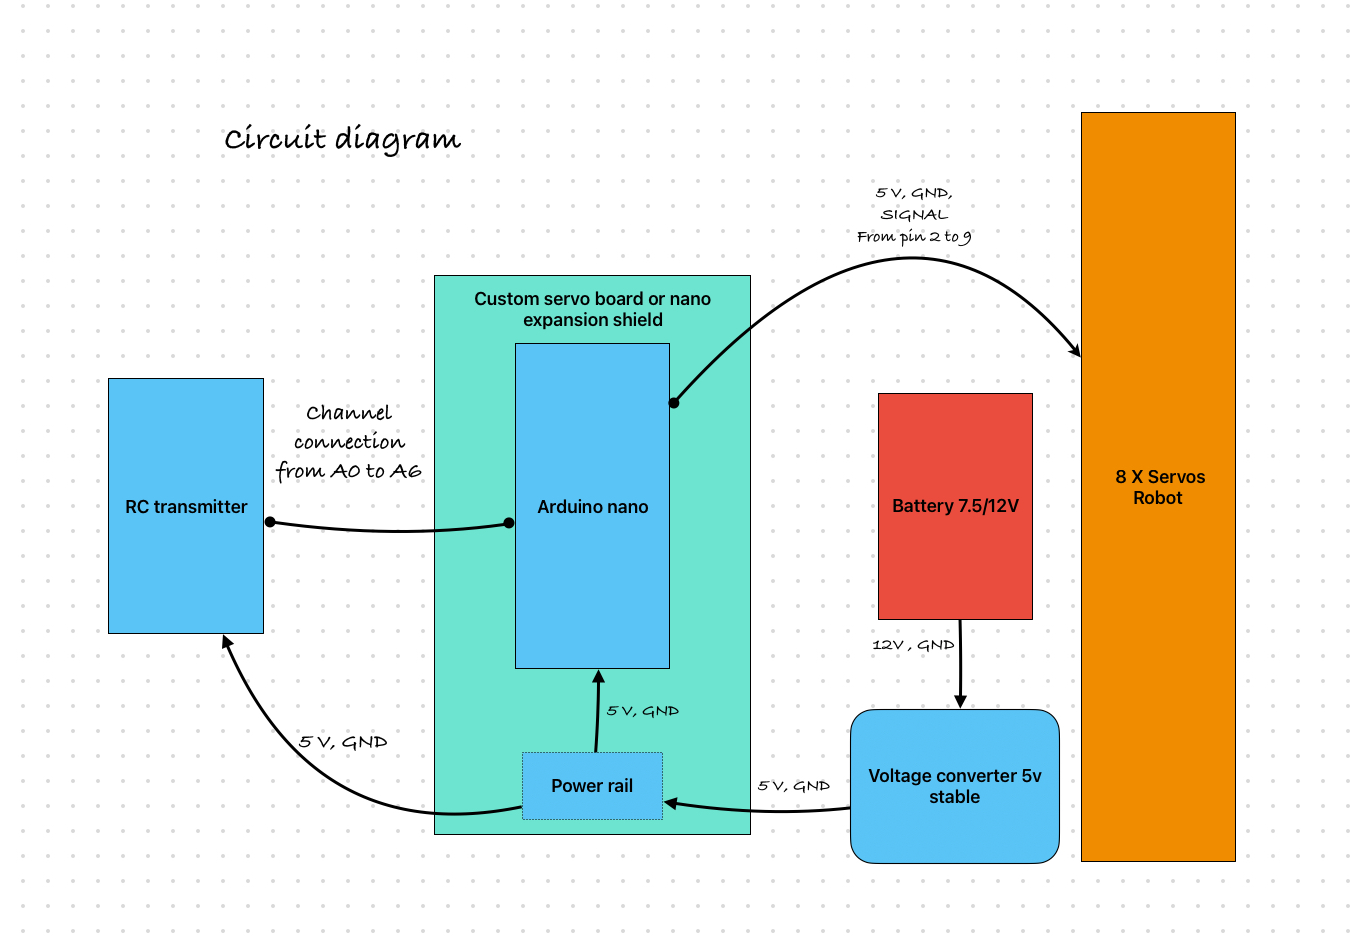 Circuit diagram
5 V, GND,
SIGNAL
From pin 2 to 9
Custom servo board or nano
expansion shield
Channel
connection
from A0 to A6
RC transmitter
Arduino nano
Battery 7.5/12V
8 X Servos
Robot
12V , GND
5 V, GND
5 V, GND
Power rail
5 V, GND
Voltage converter 5v
stable